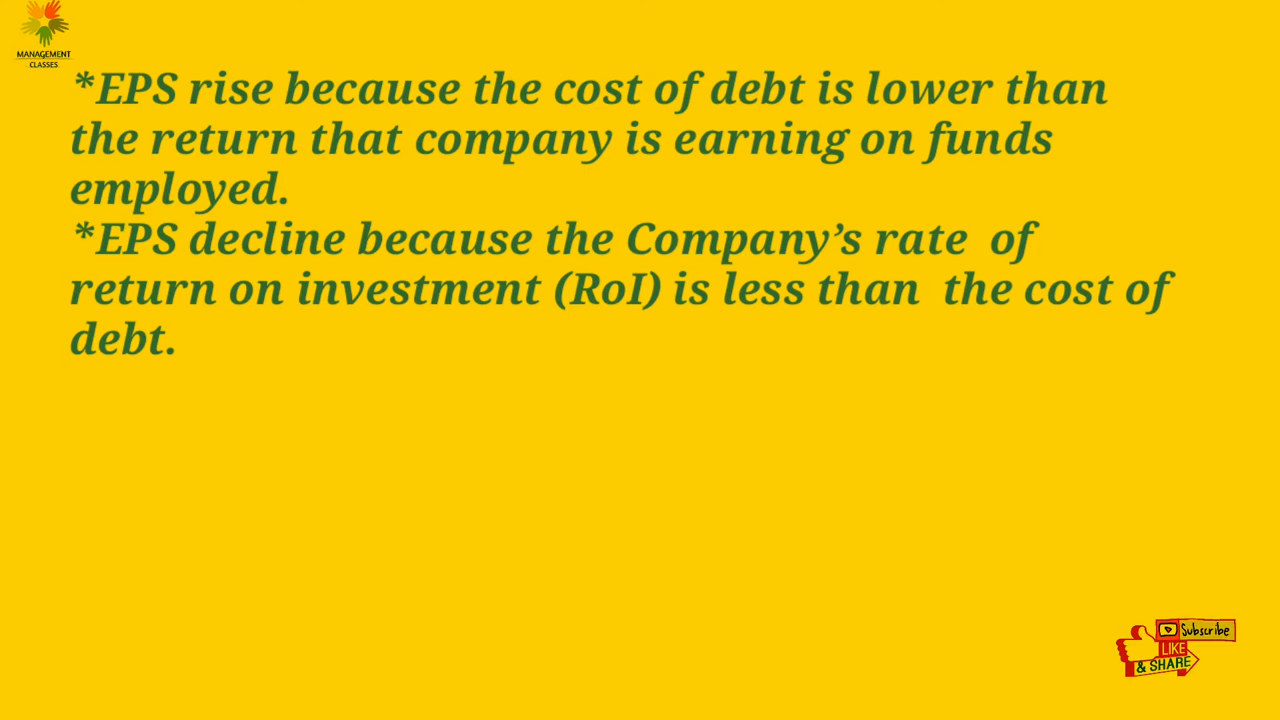 MANAGEMENT
CLASSES
*EPS rise because the cost of debt is lower than
the return that company is earning on funds
employed.
*EPS decline because the Company’s rate  of
return on investment (RoI) is less than  the cost of
debt.
Subscribe
LIKE
& SHARE